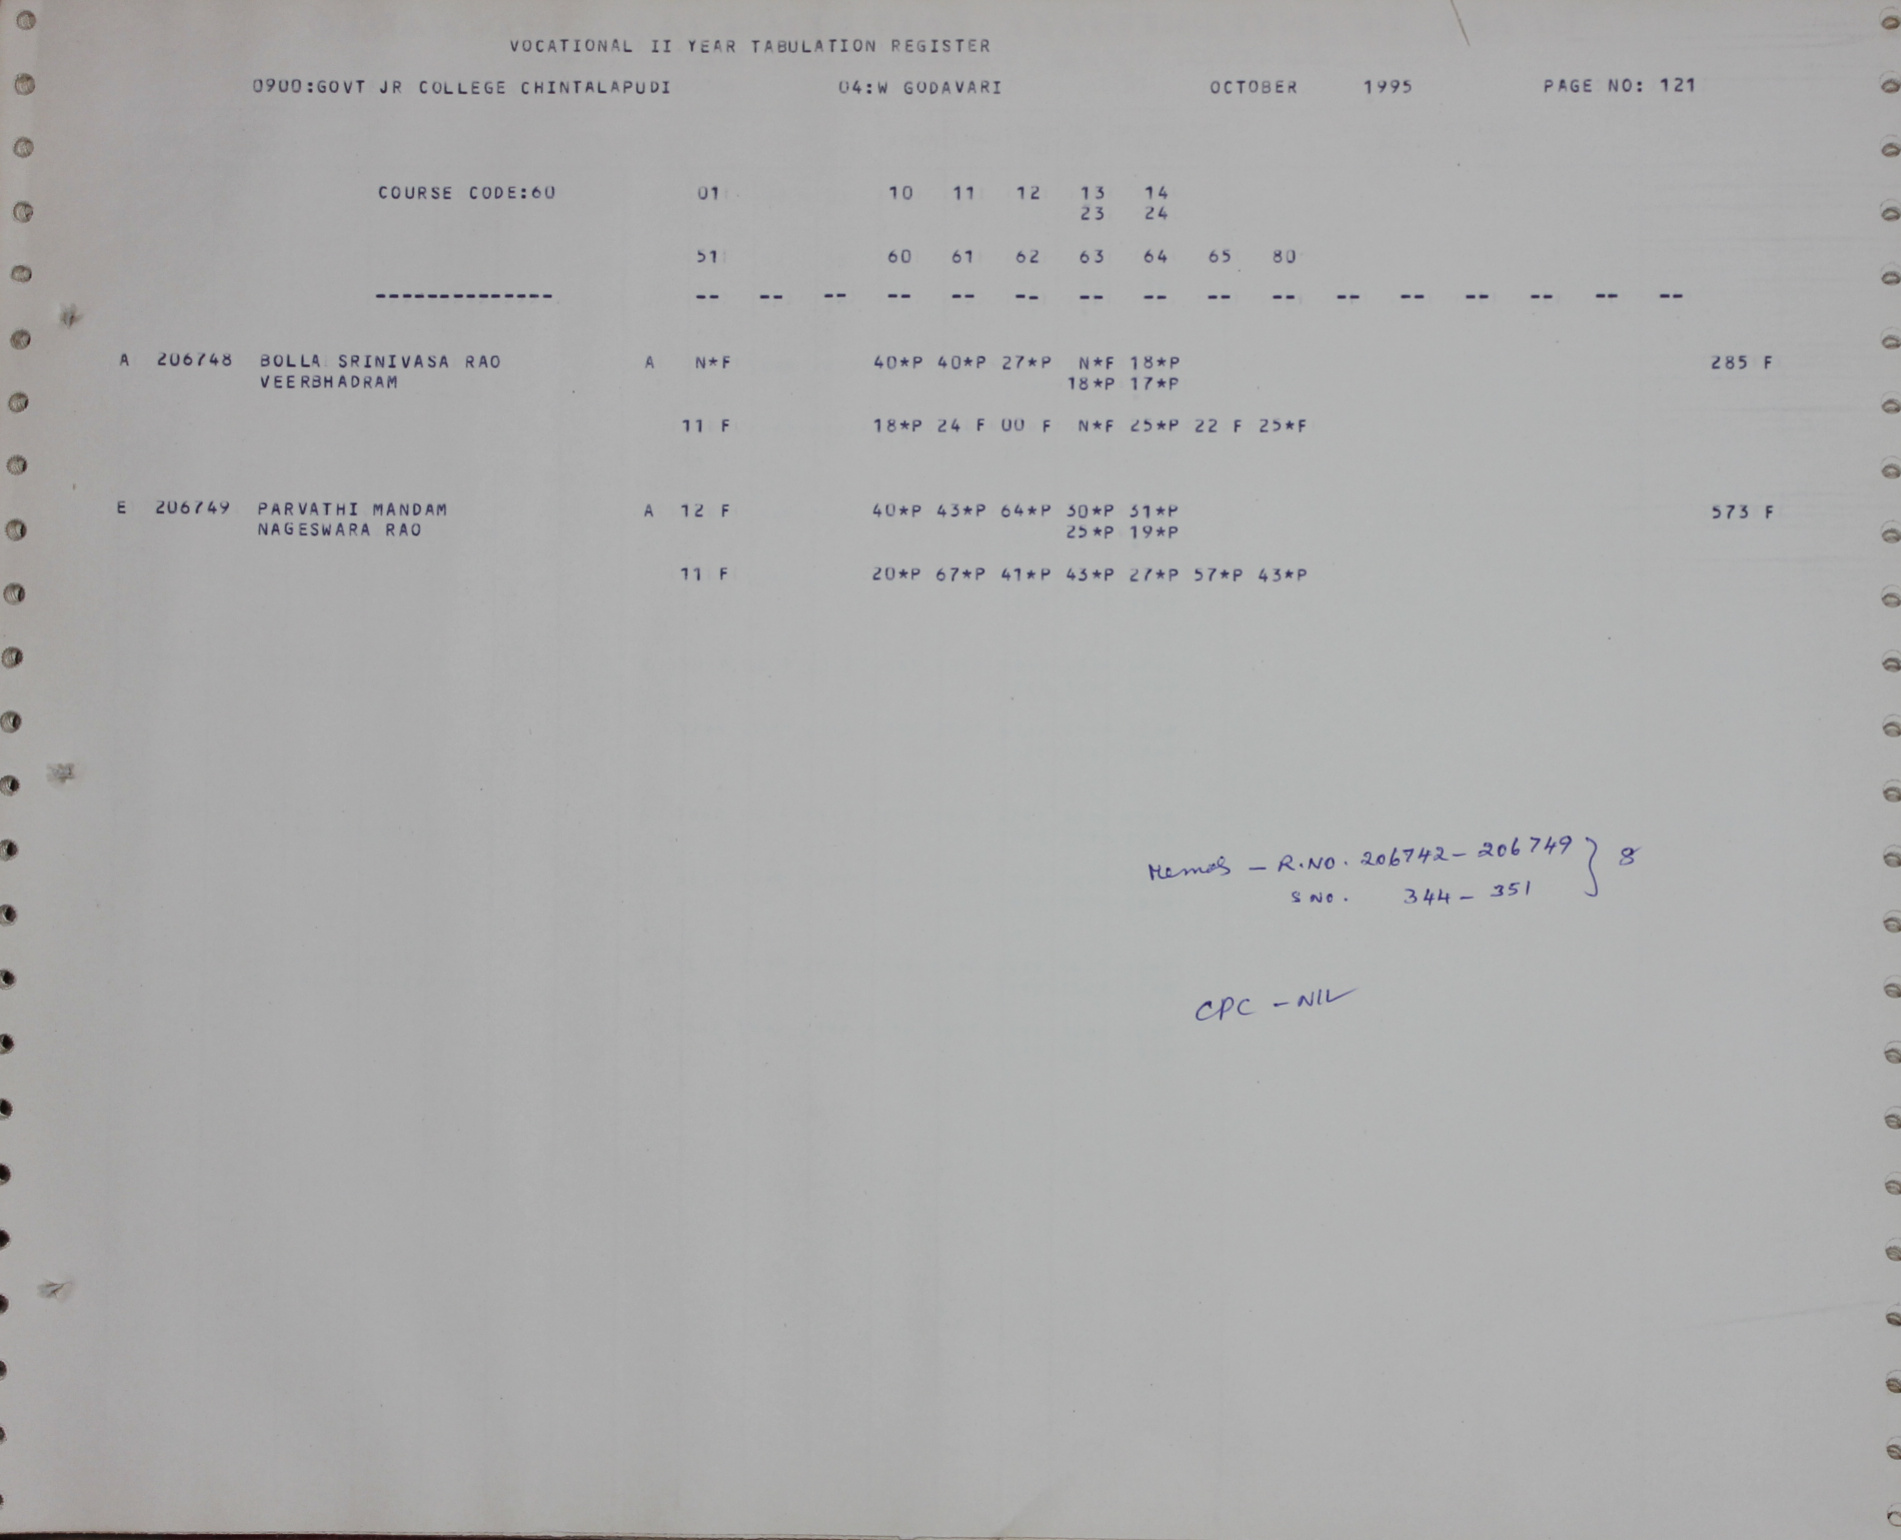 VOCATIONAL II YEAR TABULATION REGISTER
0900:GOVT JR COLLEGE CHINTALAPUDI 04:W GODAVARI OCTOBER 1995 PAGE NO: 121
COURSE CODE:60 01 10 11 12 13 14
23 24
51 60 61 62 63 64 65 80
-------------- -- -- -- -- -- -- -- -- -- -- -- -- -- -- -- --
A 206748 BOLLA SRINIVASA RAO A N*F 40*P 40*P 27*P N*F 18*P 285 F
VEERBHADRAM 18*P 17*P
11 F 18*P 24 F 00 F N*F 25*P 22 F 25*F
E 206749 PARVATHI MANDAM A 12 F 40*P 43*P 64*P 30*P 31*P 573 F
NAGESWARA RAO 25*P 19*P
11 F 20*P 67*P 41*P 43*P 27*P 57*P 43*P
Memos - R.NO. 206742 - 206749 } 8
S NO. 344 - 351
CPC - NIL